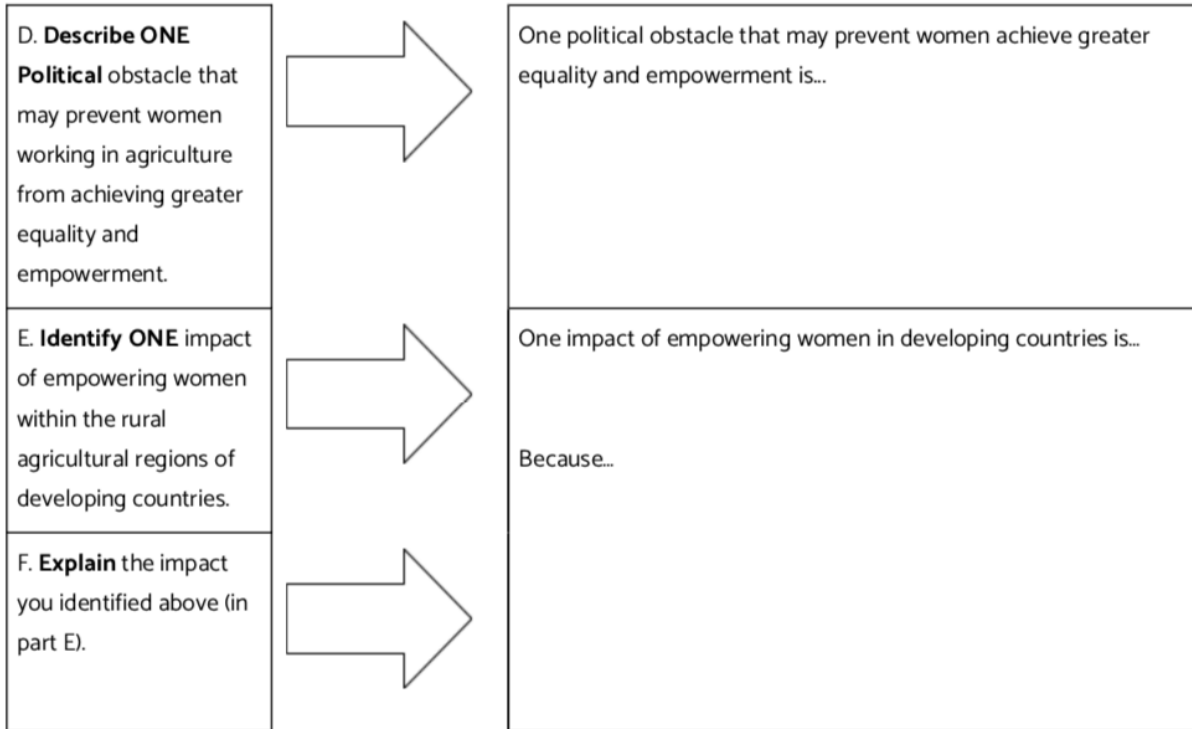 D. Describe ONE
Political obstacle that
may prevent women
working in agriculture
from achieving greater
equality and
empowerment.
One political obstacle that may prevent women achieve greater
equality and empowerment is...
E. Identify ONE impact
of empowering women
within the rural
agricultural regions of
developing countries.
One impact of empowering women in developing countries is...
Because...
F. Explain the impact
you identified above (in
part E).